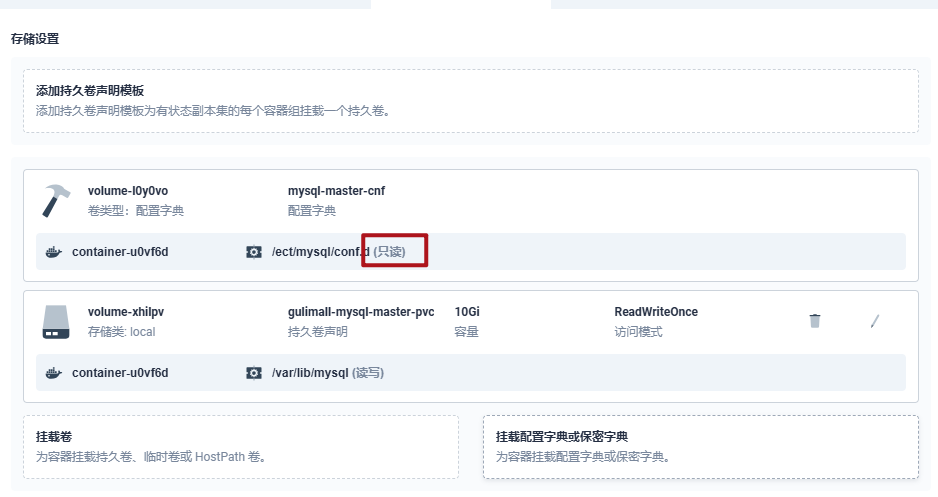 存储设置
添加持久卷声明模板
添加持久卷声明模板为有状态副本集的每个容器组挂载一个持久卷。
volume-l0y0vo mysql-master-cnf
卷类型：配置字典 配置字典
container-u0vf6d /ect/mysql/conf.d (只读)
volume-xhilpv gulimall-mysql-master-pvc 10Gi ReadWriteOnce
存储类: local 持久卷声明 容量 访问模式
container-u0vf6d /var/lib/mysql (读写)
挂载卷 挂载配置字典或保密字典
为容器挂载持久卷、临时卷或 HostPath 卷。 为容器挂载配置字典或保密字典。